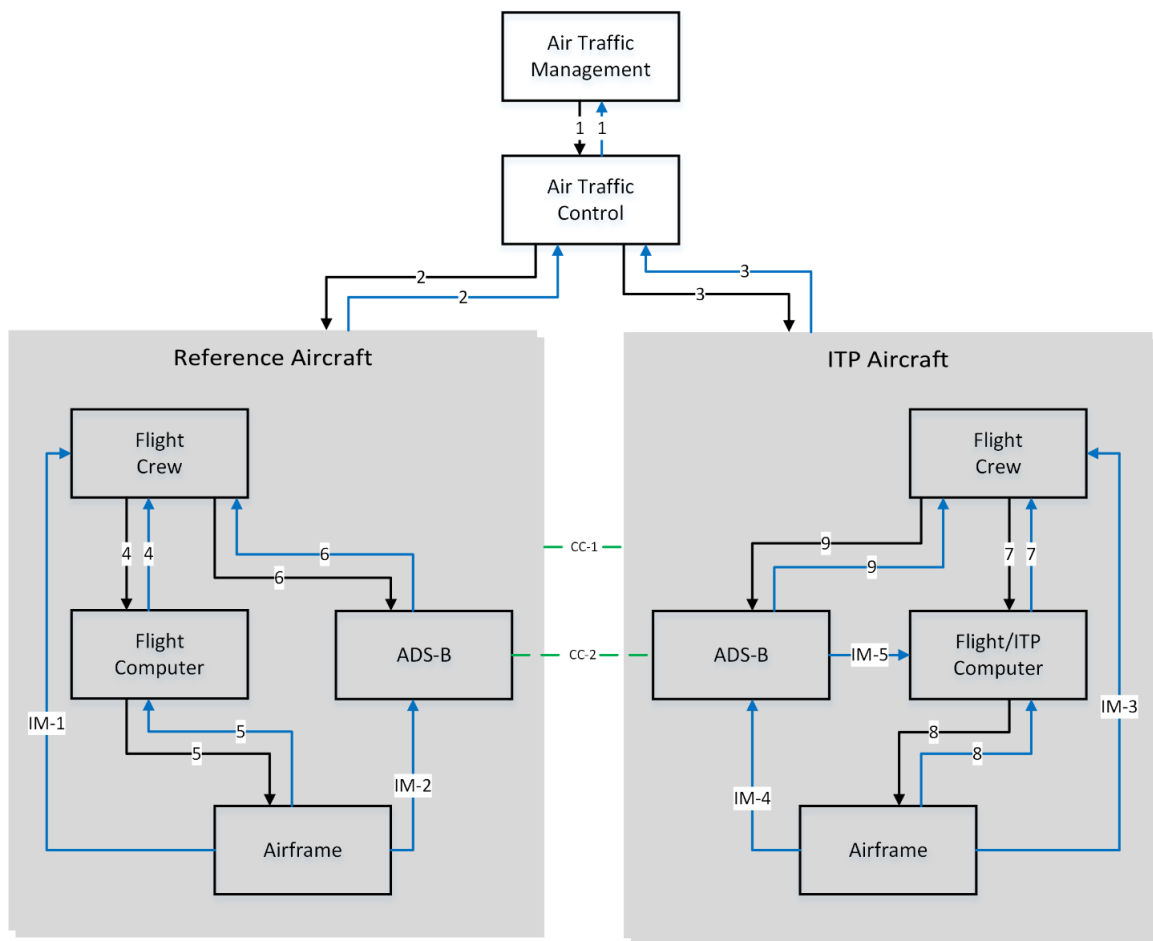 Air Traffic
Management
1 1
Air Traffic
Control
2
3
2
3
Reference Aircraft
ITP Aircraft
Flight
Crew
Flight
Crew
4 4
6
6
9
9
7 7
CC-1
Flight
Computer
ADS-B
CC-2
ADS-B
IM-5
Flight/ITP
Computer
IM-1
5
5
IM-2
IM-3
8
8
IM-4
Airframe
Airframe